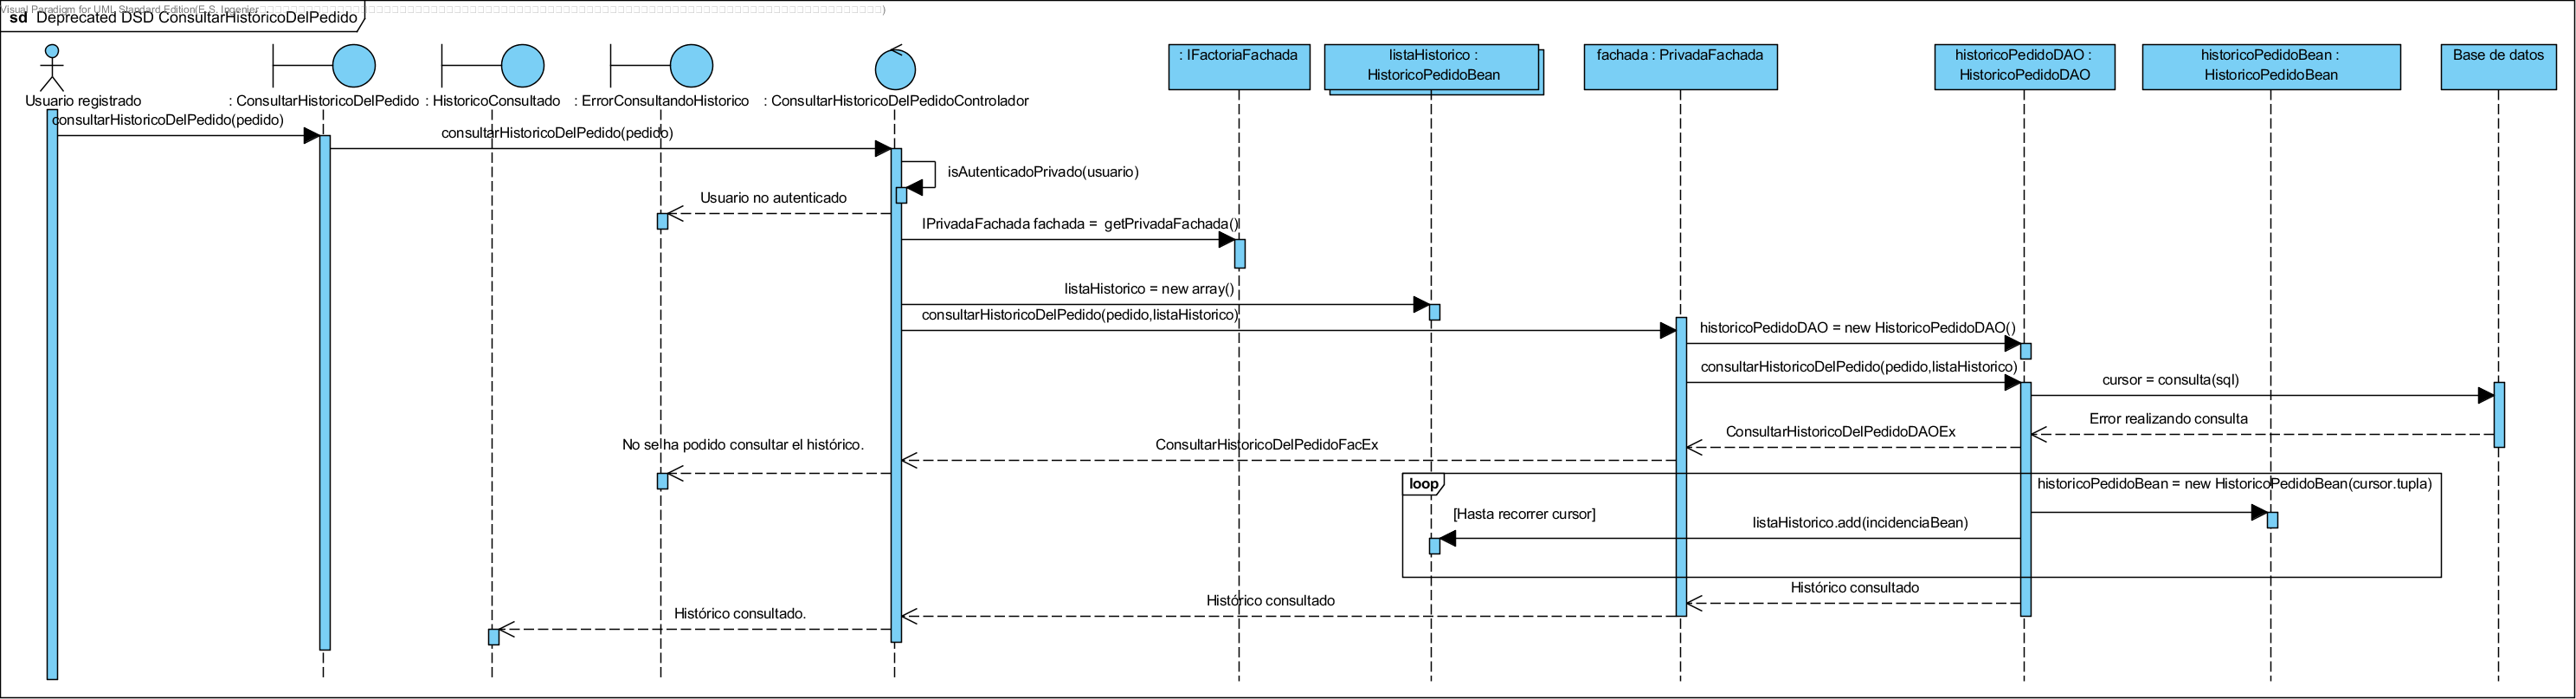 Visual Paradigm for UML Standard Edition(E.S. Ingenier
sd Deprecated DSD ConsultarHistóricoDelPedido
Usuario registrado
: ConsultarHistoricoDelPedido
: HistoricoConsultado
: ErrorConsultandoHistorico
: ConsultarHistoricoDelPedidoControlador
: IFactoriaFachada
listaHistorico :
HistoricoPedidoBean
fachada : PrivadaFachada
historicoPedidoDAO :
HistoricoPedidoDAO
historicoPedidoBean :
HistoricoPedidoBean
Base de datos
consultarHistoricoDelPedido(pedido)
consultarHistoricoDelPedido(pedido)
isAutenticadoPrivado(usuario)
Usuario no autenticado
IPrivadaFachada fachada = getPrivadaFachada()
listaHistorico = new array()
consultarHistoricoDelPedido(pedido,listaHistorico)
historicoPedidoDAO = new HistoricoPedidoDAO()
consultarHistoricoDelPedido(pedido,listaHistorico)
cursor = consulta(sql)
Error realizando consulta
ConsultarHistoricoDelPedidoDAOEx
ConsultarHistoricoDelPedidoFacEx
No se ha podido consultar el histórico.
loop
historicoPedidoBean = new HistoricoPedidoBean(cursor.tupla)
[Hasta recorrer cursor]
listaHistorico.add(incidenciaBean)
Histórico consultado
Histórico consultado
Histórico consultado.